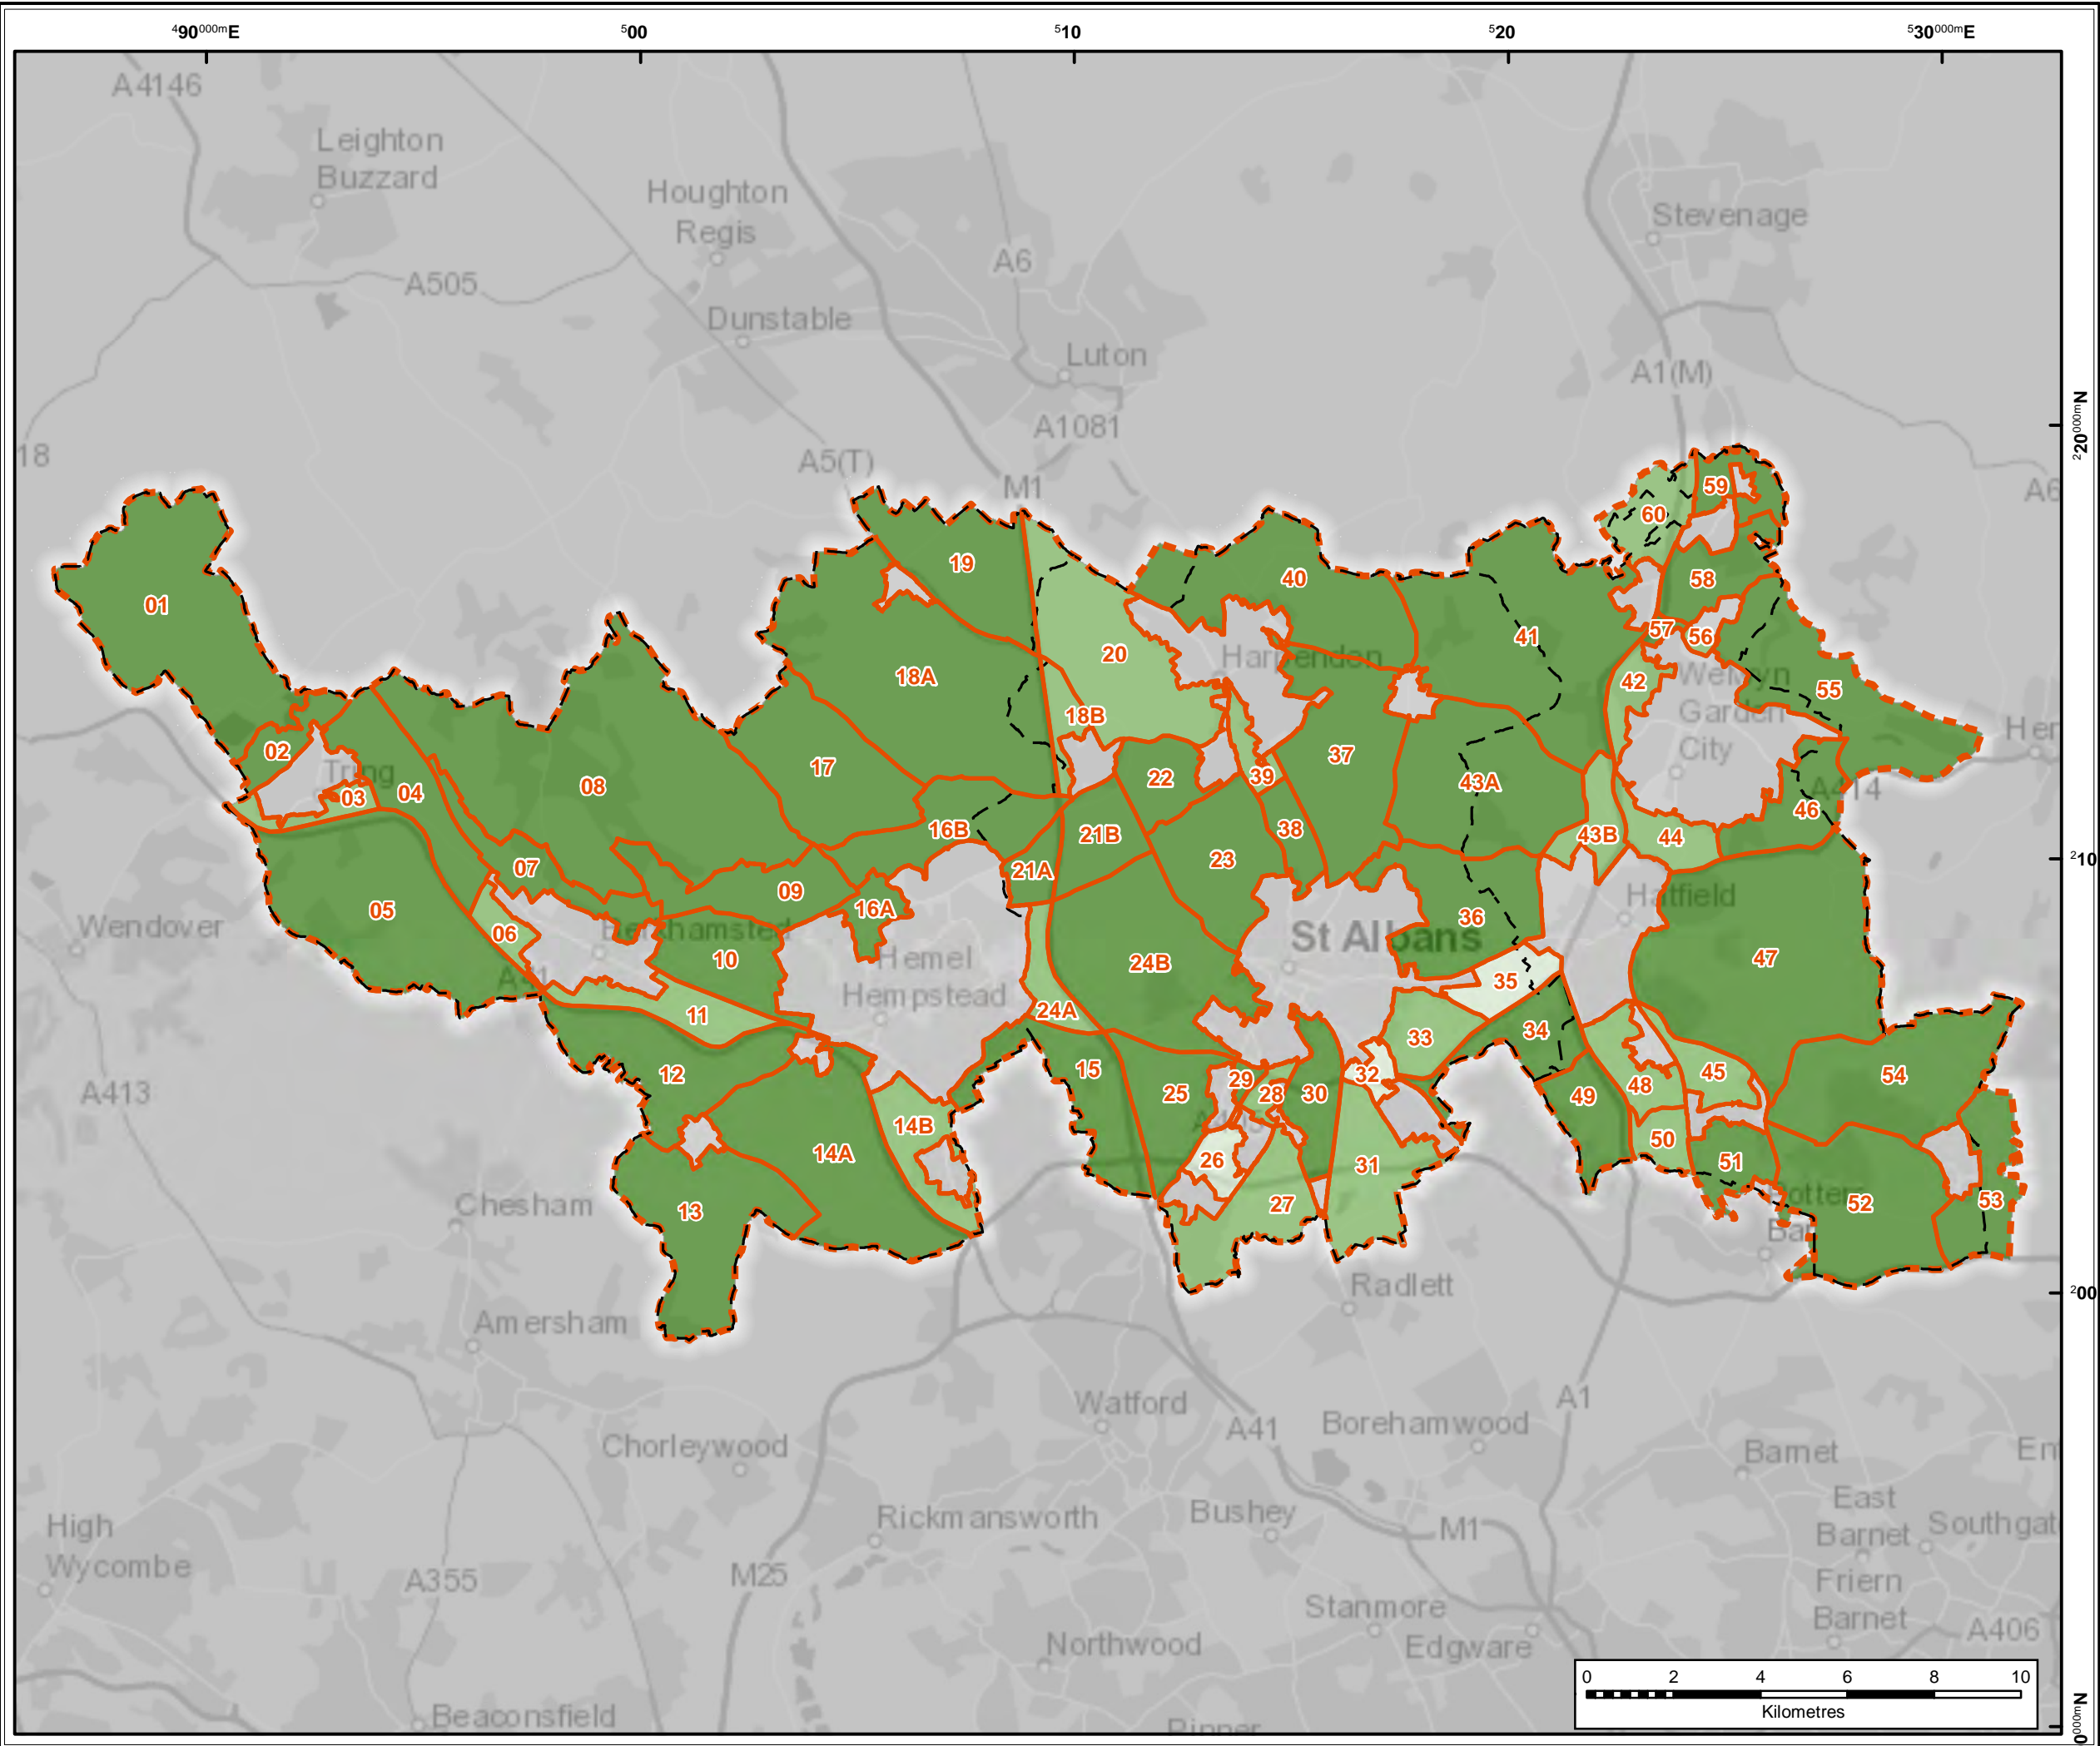 490000mE
500
510
520
530000mE
A4146
Leighton
Buzzard
Houghton
Regis
Stevenage
A6
A505
Dunstable
Luton
A1(M)
A1081
220000mN
18
A5(T)
M1
A6
59
60
19
40
58
01
41
57
56
20
Harpenden
18A
42
Welwyn
Garden
City
55
18B
Her
02
Tring
03
04
08
17
22
39
37
43A
A414
46
16B
21B
38
43B
44
210
07
09
21A
23
Hatfield
05
16A
36
Wendover
06
Berkhamsted
St Albans
10
Hemel
Hempstead
24B
47
A41
35
11
24A
33
34
12
15
32
45
54
A413
25
29
28
30
48
49
A405
14B
14A
26
31
50
51
Chesham
13
27
Potters
Bar
52
53
Radlett
200
Amersham
Watford
A41
Borehamwood
A1
Chorleywood
Barnet
En
High
Wycombe
Rickmansworth
Bushey
M1
East
Barnet
Southgat
A355
M25
Friern
Barnet
Stanmore
Edgware
A406
Northwood
Beaconsfield
Pinner
0 2 4 6 8 10
Kilometres
0000mN